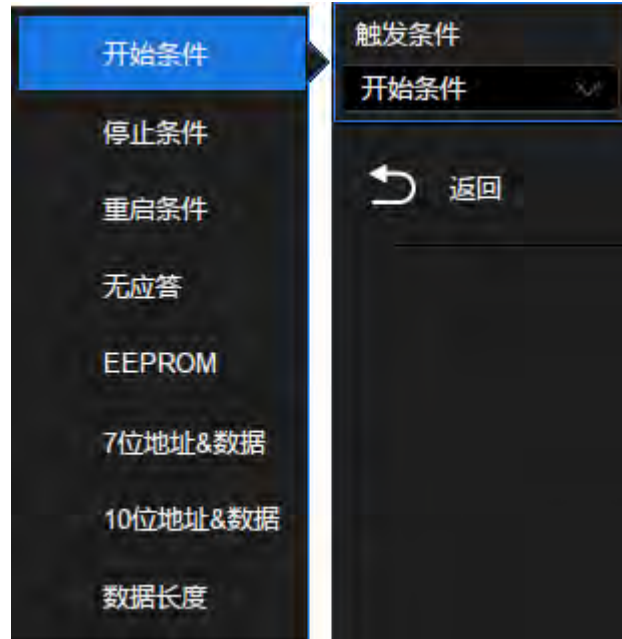 开始条件
停止条件
重启条件
无应答
EEPROM
7位地址&数据
10位地址&数据
数据长度
触发条件
开始条件
返回